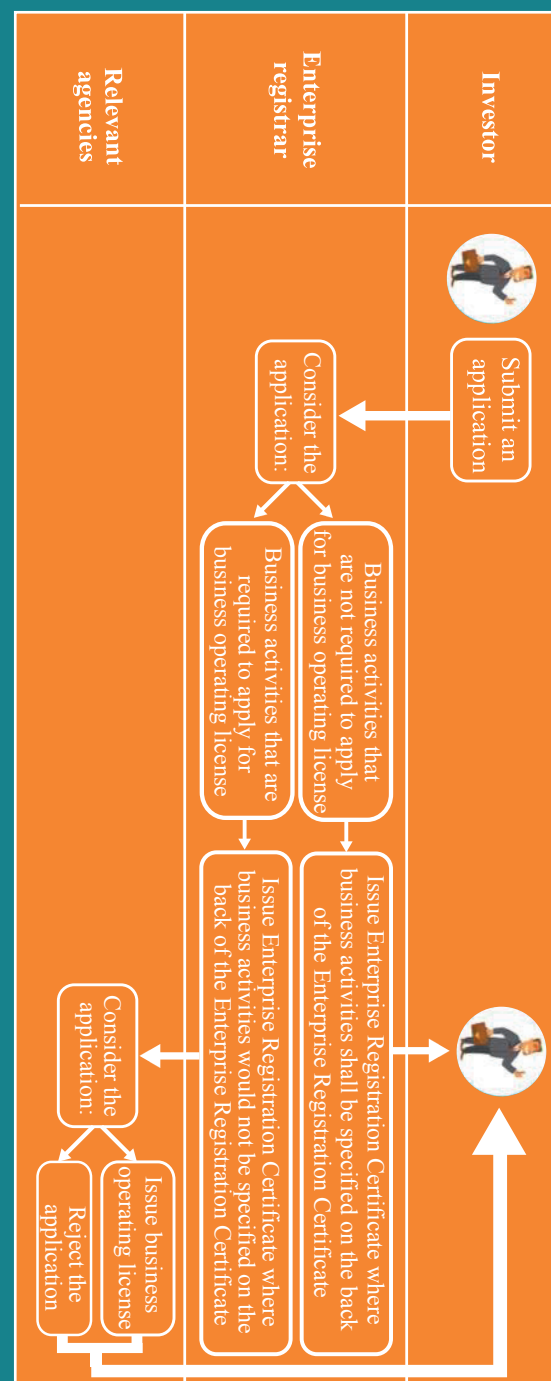 Investor
Submit an
application
Enterprise
registrar
Consider the
application:
Business activities that
are not required to apply
for business operating license
Issue Enterprise Registration Certificate where
business activities shall be specified on the back
of the Enterprise Registration Certificate
Business activities that are
required to apply for
business operating license
Issue Enterprise Registration Certificate where
business activities would not be specified on the
back of the Enterprise Registration Certificate
Relevant
agencies
Consider the
application:
Issue business
operating license
Reject the
application